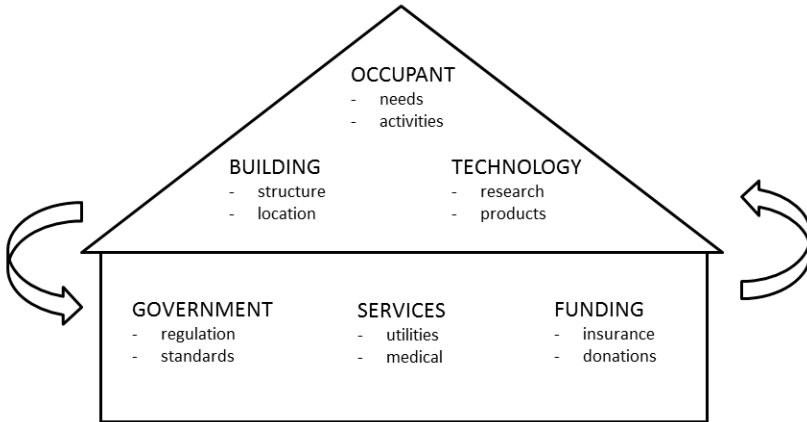 OCCUPANT
- needs
- activities
BUILDING
- structure
- location
TECHNOLOGY
- research
- products
GOVERNMENT
- regulation
- standards
SERVICES
- utilities
- medical
FUNDING
- insurance
- donations